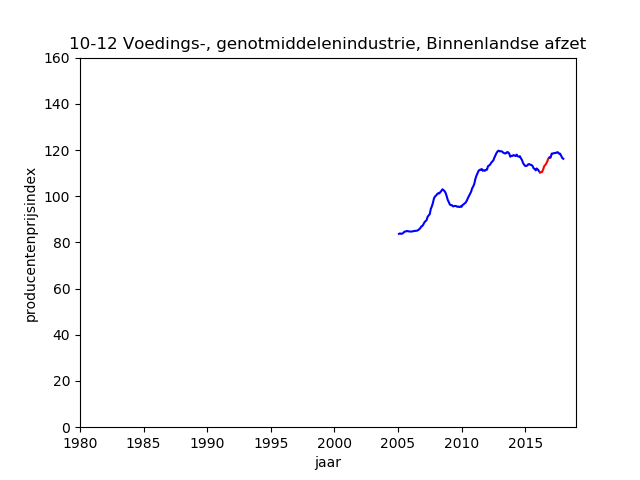 10-12 Voedings-, genotmiddelenindustrie, Binnenlandse afzet
160
140
120
100
80
60
40
20
0
producentenprijsindex
1980 1985 1990 1995 2000 2005 2010 2015
jaar